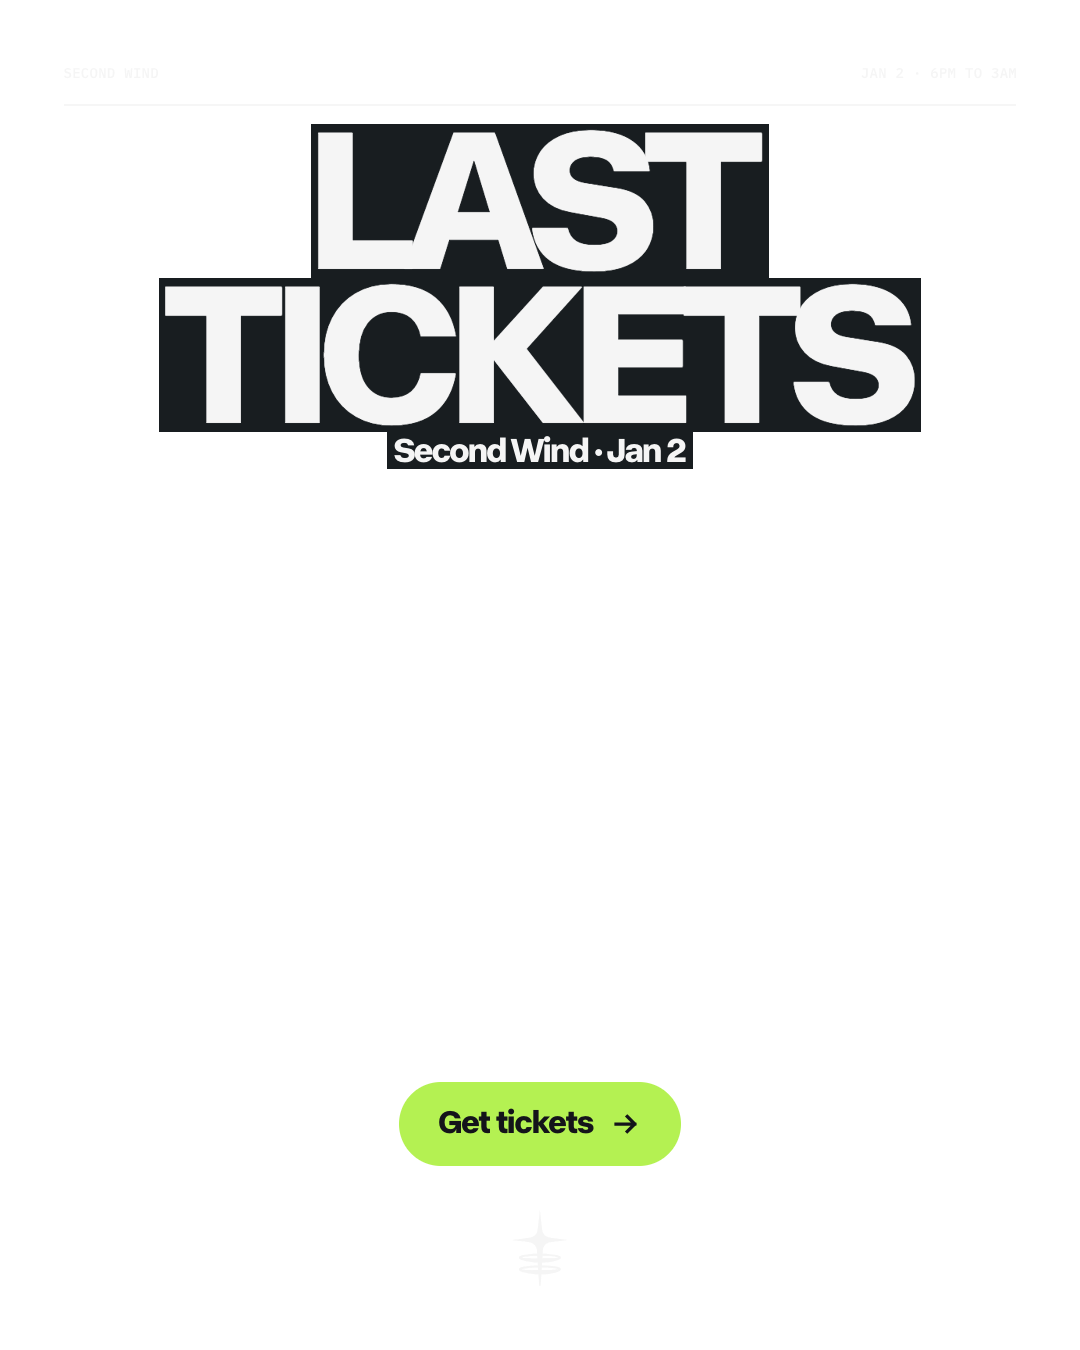 SECOND WIND
JAN 2 · 6PM TO 3AM
LAST
TICKETS
Second Wind · Jan 2
Get tickets →